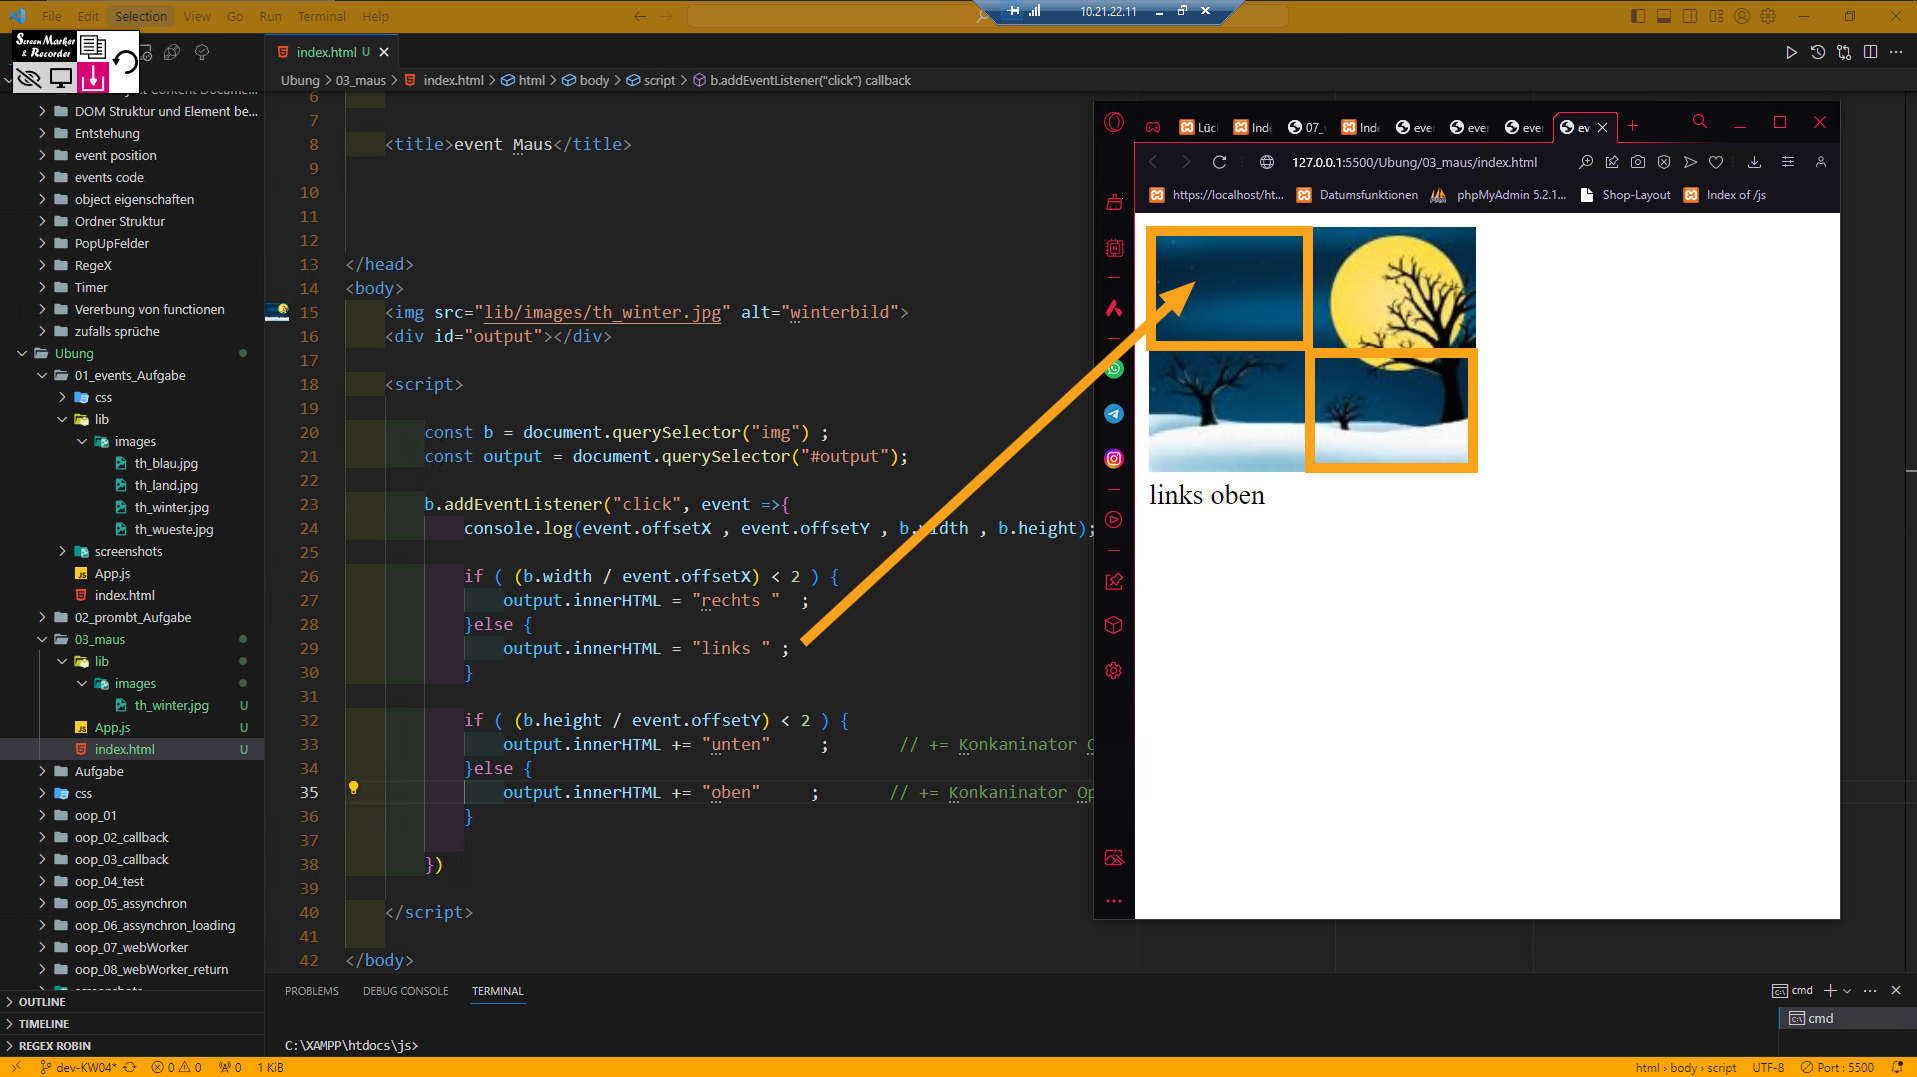 File Edit Selection View Go Run Terminal Help
10.21.22.11
Screen Marker
& Recorder
index.html U
Ubung > 03_maus > index.html > html > body > script > b.addEventListener("click") callback
DOM Struktur und Element be...
Entstehung
event position
events code
object eigenschaften
Ordner Struktur
PopUpFelder
RegeX
Timer
Vererbung von functionen
zufalls sprüche
Ubung
01_events_Aufgabe
css
lib
images
th_blau.jpg
th_land.jpg
th_winter.jpg
th_wueste.jpg
screenshots
App.js
index.html
02_prombt_Aufgabe
03_maus
lib
images
th_winter.jpg U
App.js U
index.html U
Aufgabe
css
oop_01
oop_02_callback
oop_03_callback
oop_04_test
oop_05_assynchron
oop_06_assynchron_loading
oop_07_webWorker
oop_08_webWorker_return
OUTLINE
TIMELINE
REGEX ROBIN
6
7
8 <title>event Maus</title>
9
10
11
12
13 </head>
14 <body>
15 <img src="lib/images/th_winter.jpg" alt="winterbild">
16 <div id="output"></div>
17
18 <script>
19
20 const b = document.querySelector("img") ;
21 const output = document.querySelector("#output");
22
23 b.addEventListener("click", event =>{
24 console.log(event.offsetX , event.offsetY , b.width , b.height);
25
26 if ( (b.width / event.offsetX) < 2 ) {
27 output.innerHTML = "rechts " ;
28 }else {
29 output.innerHTML = "links " ;
30 }
31
32 if ( (b.height / event.offsetY) < 2 ) {
33 output.innerHTML += "unten" ; // += Konkaninator
34 }else {
35 output.innerHTML += "oben" ; // += Konkaninator Op
36 }
37
38 })
39
40 </script>
41
42 </body>
Lüc Inde 07_ Inde even even even ev
127.0.0.1:5500/Ubung/03_maus/index.html
https://localhost/ht... Datumsfunktionen phpMyAdmin 5.2.1... Shop-Layout Index of /js
links oben
PROBLEMS DEBUG CONSOLE TERMINAL
cmd
cmd
C:\XAMPP\htdocs\js>
dev-KW04* 0 0 0 1 KiB
html > body > script UTF-8 Port : 5500